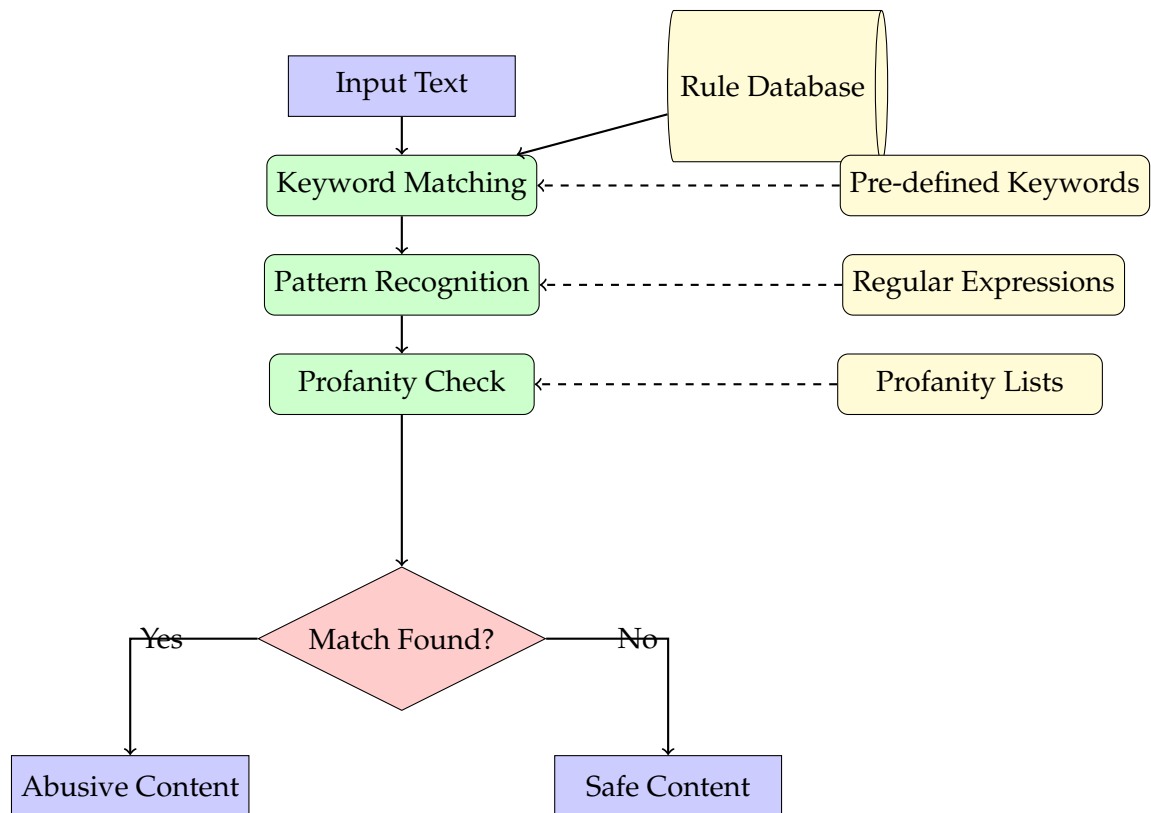 Input Text
Rule Database
Keyword Matching
Pre-defined Keywords
Pattern Recognition
Regular Expressions
Profanity Check
Profanity Lists
Match Found?
Yes
No
Abusive Content
Safe Content